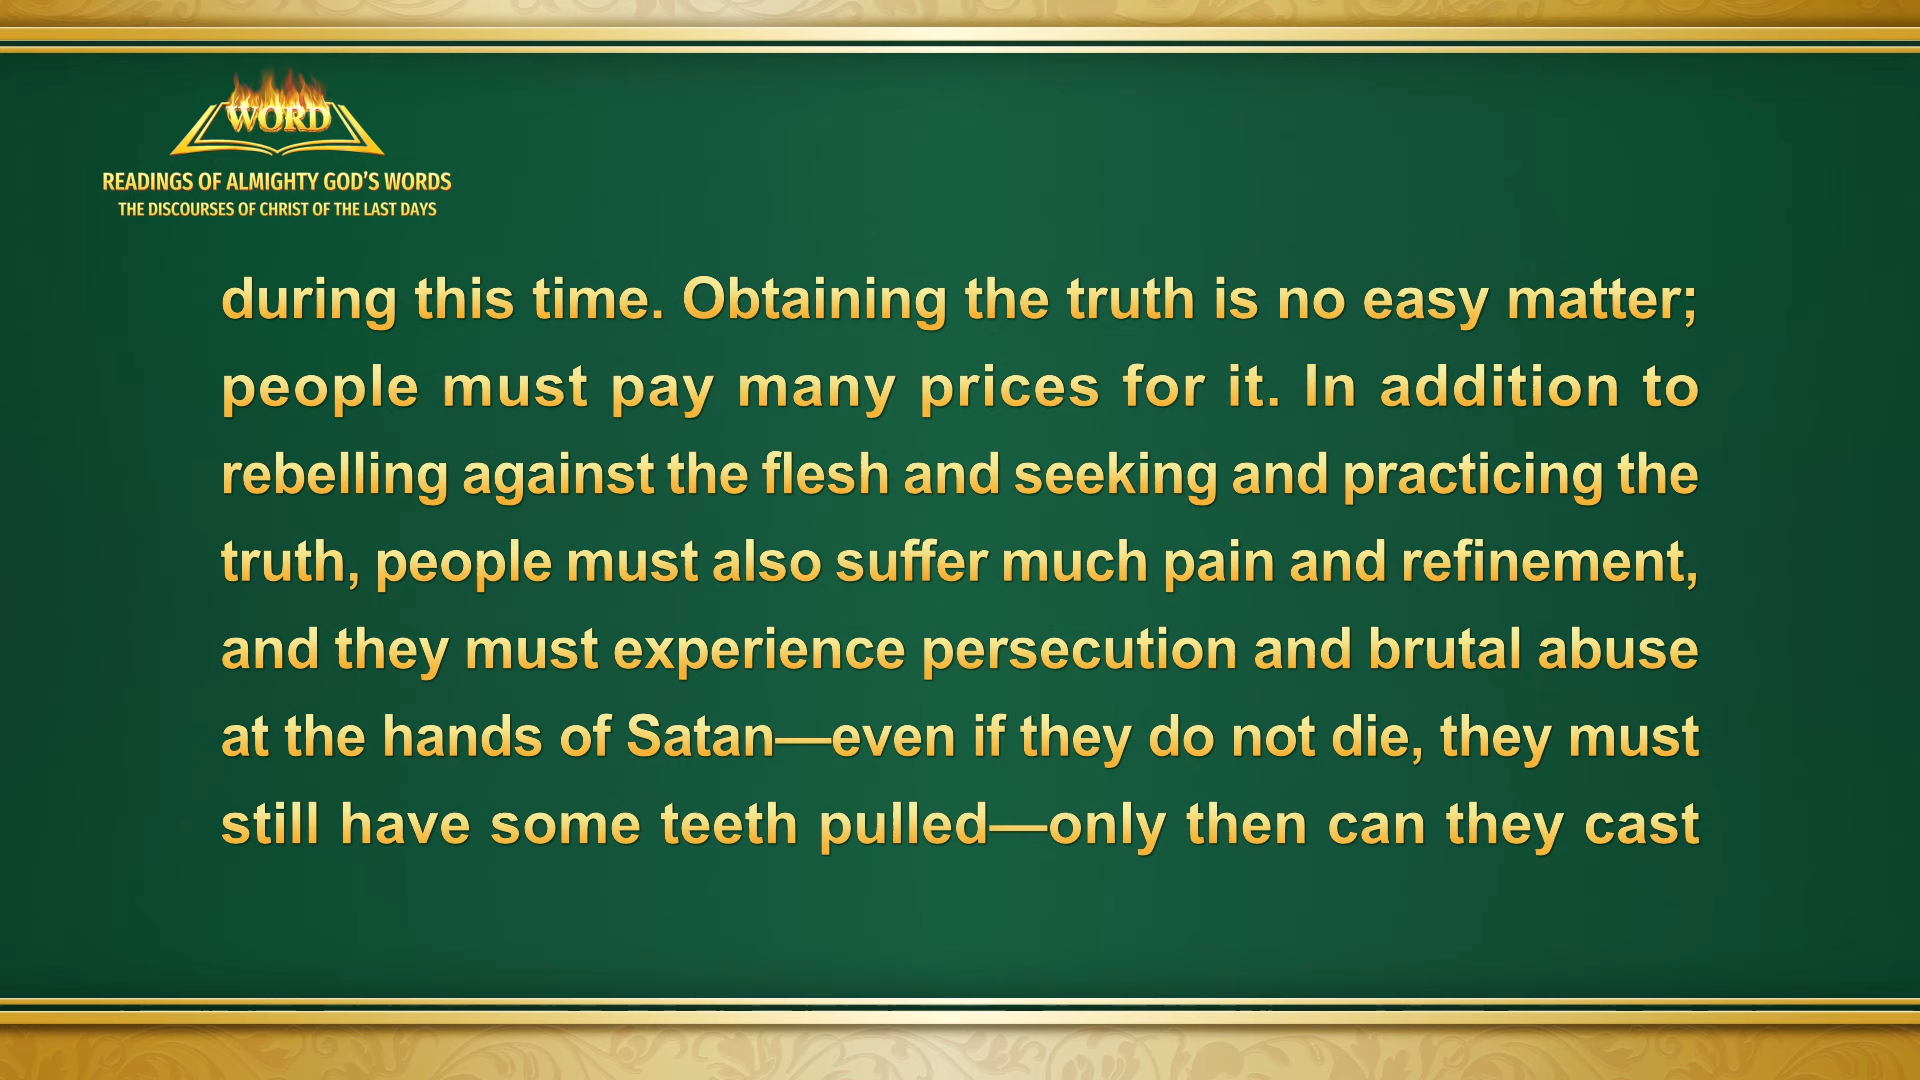 WORD
READINGS OF ALMIGHTY GOD'S WORDS
THE DISCOURSES OF CHRIST OF THE LAST DAYS
during this time. Obtaining the truth is no easy matter;
people must pay many prices for it. In addition to
rebelling against the flesh and seeking and practicing the
truth, people must also suffer much pain and refinement,
and they must experience persecution and brutal abuse
at the hands of Satan—even if they do not die, they must
still have some teeth pulled—only then can they cast